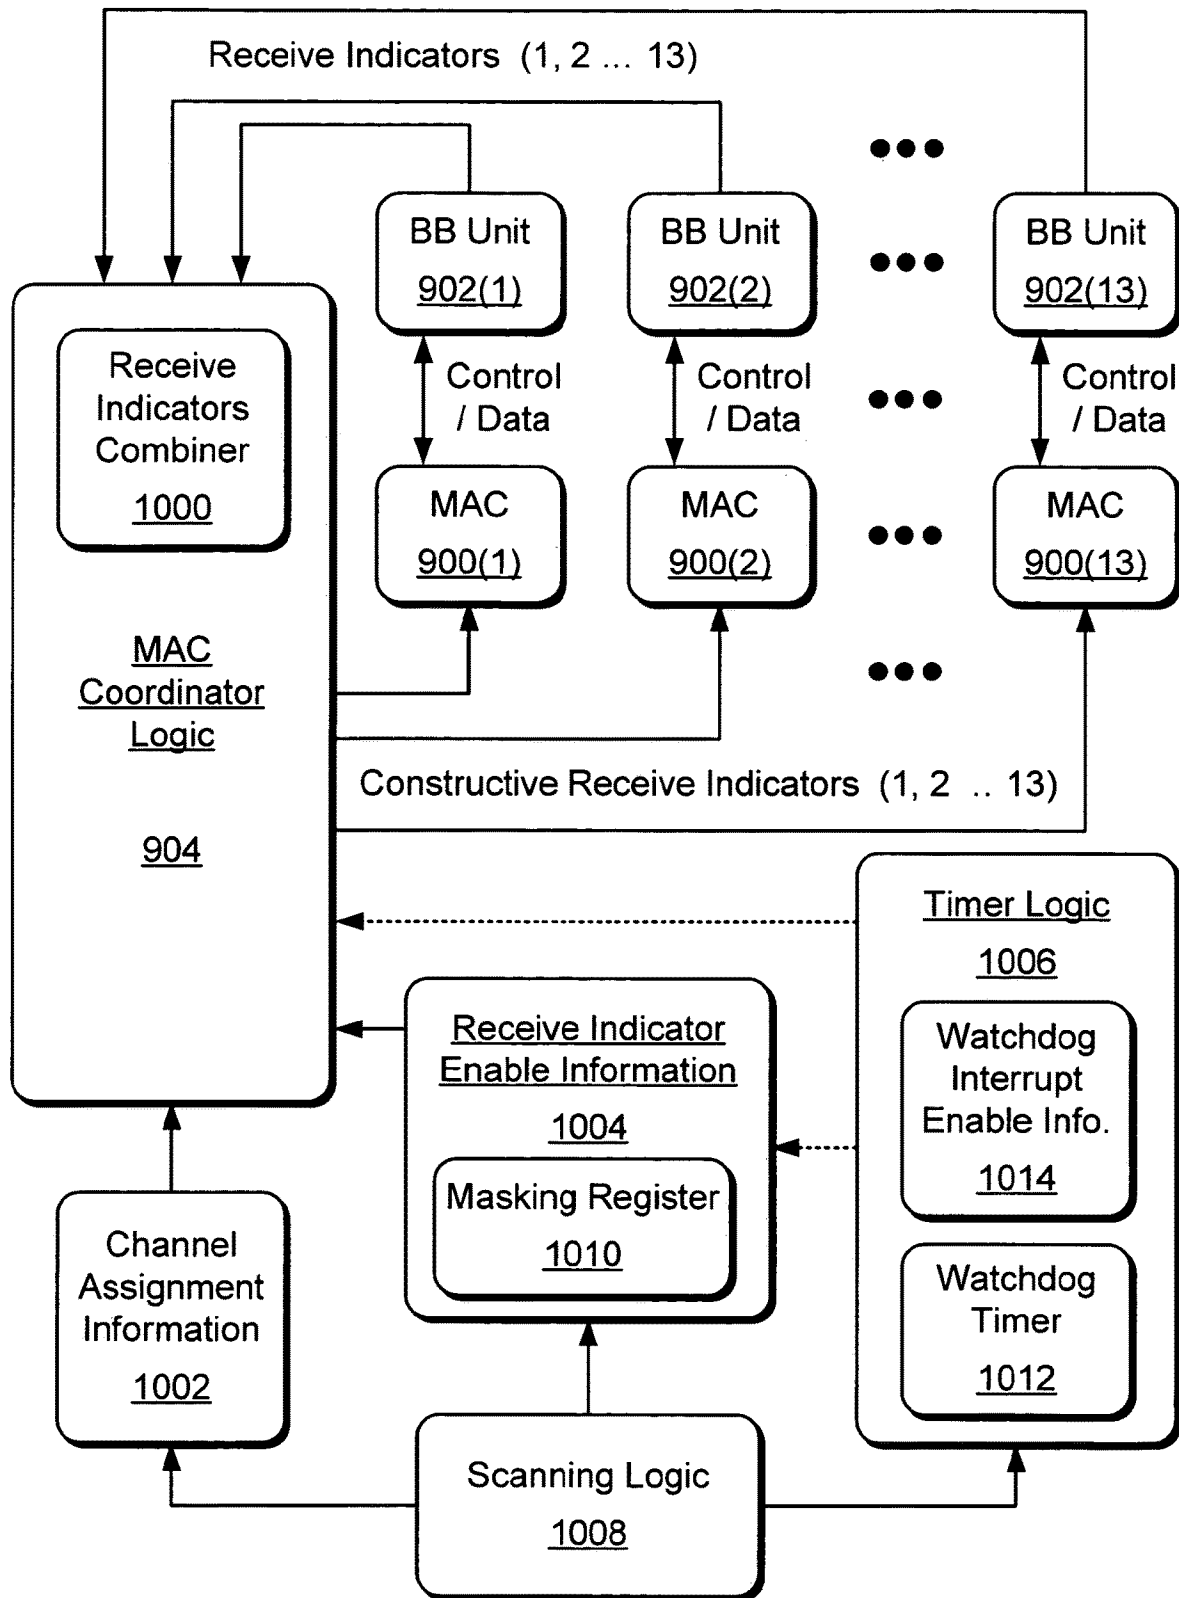 Receive Indicators (1, 2 ... 13)
BB Unit
902(1)
BB Unit
902(2)
BB Unit
902(13)
Receive
Indicators
Combiner
1000
Control
/ Data
Control
/ Data
Control
/ Data
MAC
900(1)
MAC
900(2)
MAC
900(13)
MAC
Coordinator
Logic
904
Constructive Receive Indicators (1, 2 .. 13)
Timer Logic
1006
Watchdog
Interrupt
Enable Info.
1014
Watchdog
Timer
1012
Receive Indicator
Enable Information
1004
Masking Register
1010
Channel
Assignment
Information
1002
Scanning Logic
1008